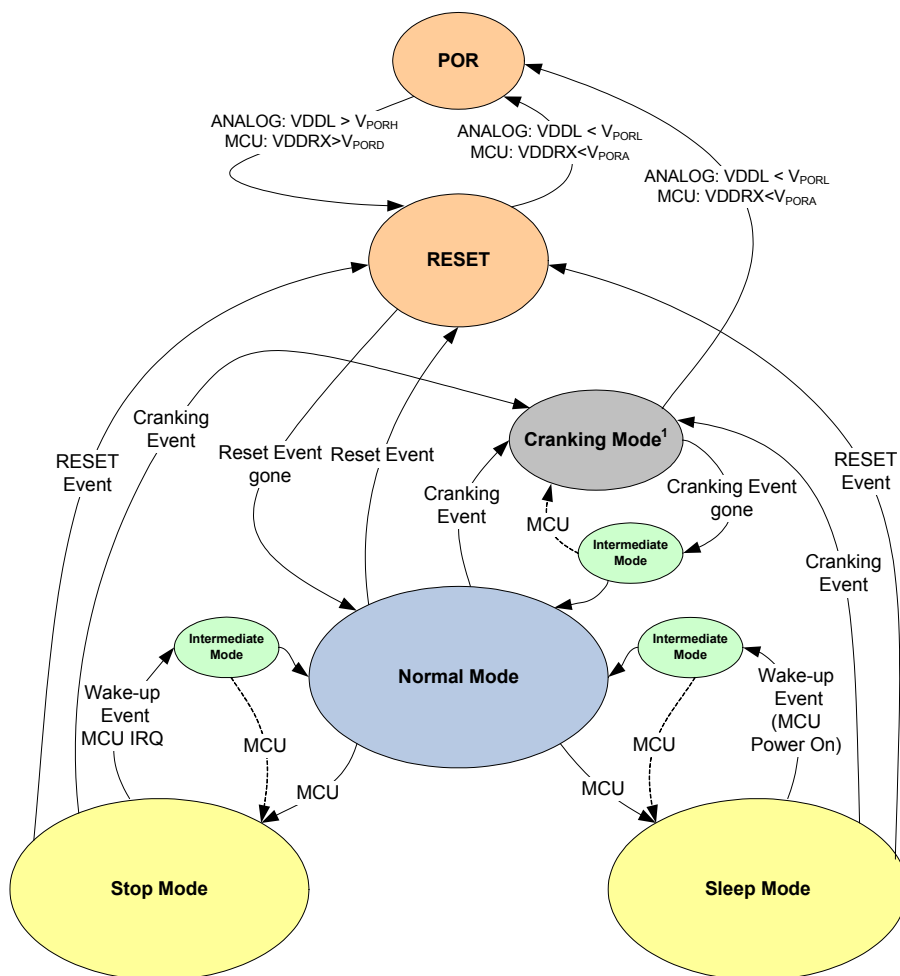 POR
ANALOG: VDDL > VPORH
MCU: VDDRX>VPORD
ANALOG: VDDL < VPORL
MCU: VDDRX<VPORA
ANALOG: VDDL < VPORL
MCU: VDDRX<VPORA
RESET
RESET
Event
Cranking
Event
Reset Event
gone
Reset Event
Cranking
Event
Cranking Mode1
MCU
Cranking Event
gone
Intermediate
Mode
Cranking
Event
RESET
Event
Intermediate
Mode
Normal Mode
Intermediate
Mode
Wake-up
Event
MCU IRQ
MCU
MCU
MCU
MCU
Wake-up
Event
(MCU
Power On)
Stop Mode
Sleep Mode